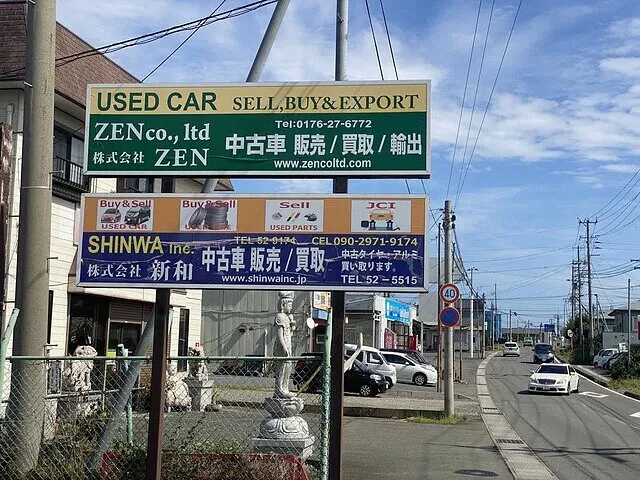 USED CAR SELL,BUY&EXPORT
Tel:0176-27-6772
ZEN co., ltd
株式会社 ZEN
中古車 販売/買取/輸出
www.zencoltd.com
Buy&Sell
USED CAR
Buy&Sell
Sell
USED PARTS
JCI
SHINWA Inc.
株式会社 新和
TEL 52-9174 CEL 090-2971-9174
中古車 販売/買取
中古タイヤ・アルミ
買い取ります。
www.shinwainc.jp
TEL 52-5515
40